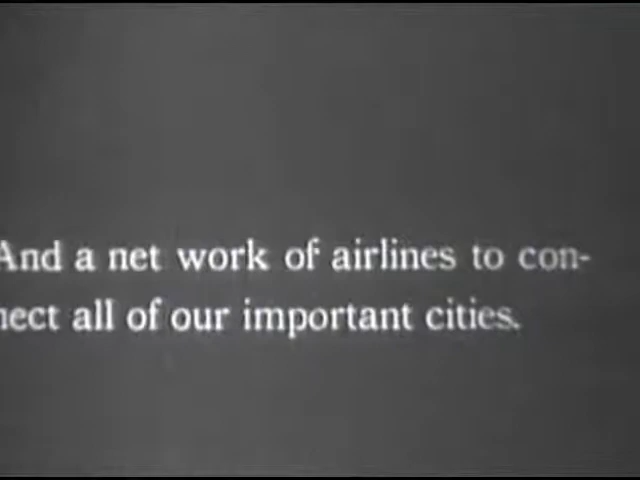 And a net work of airlines to con-
nect all of our important cities.